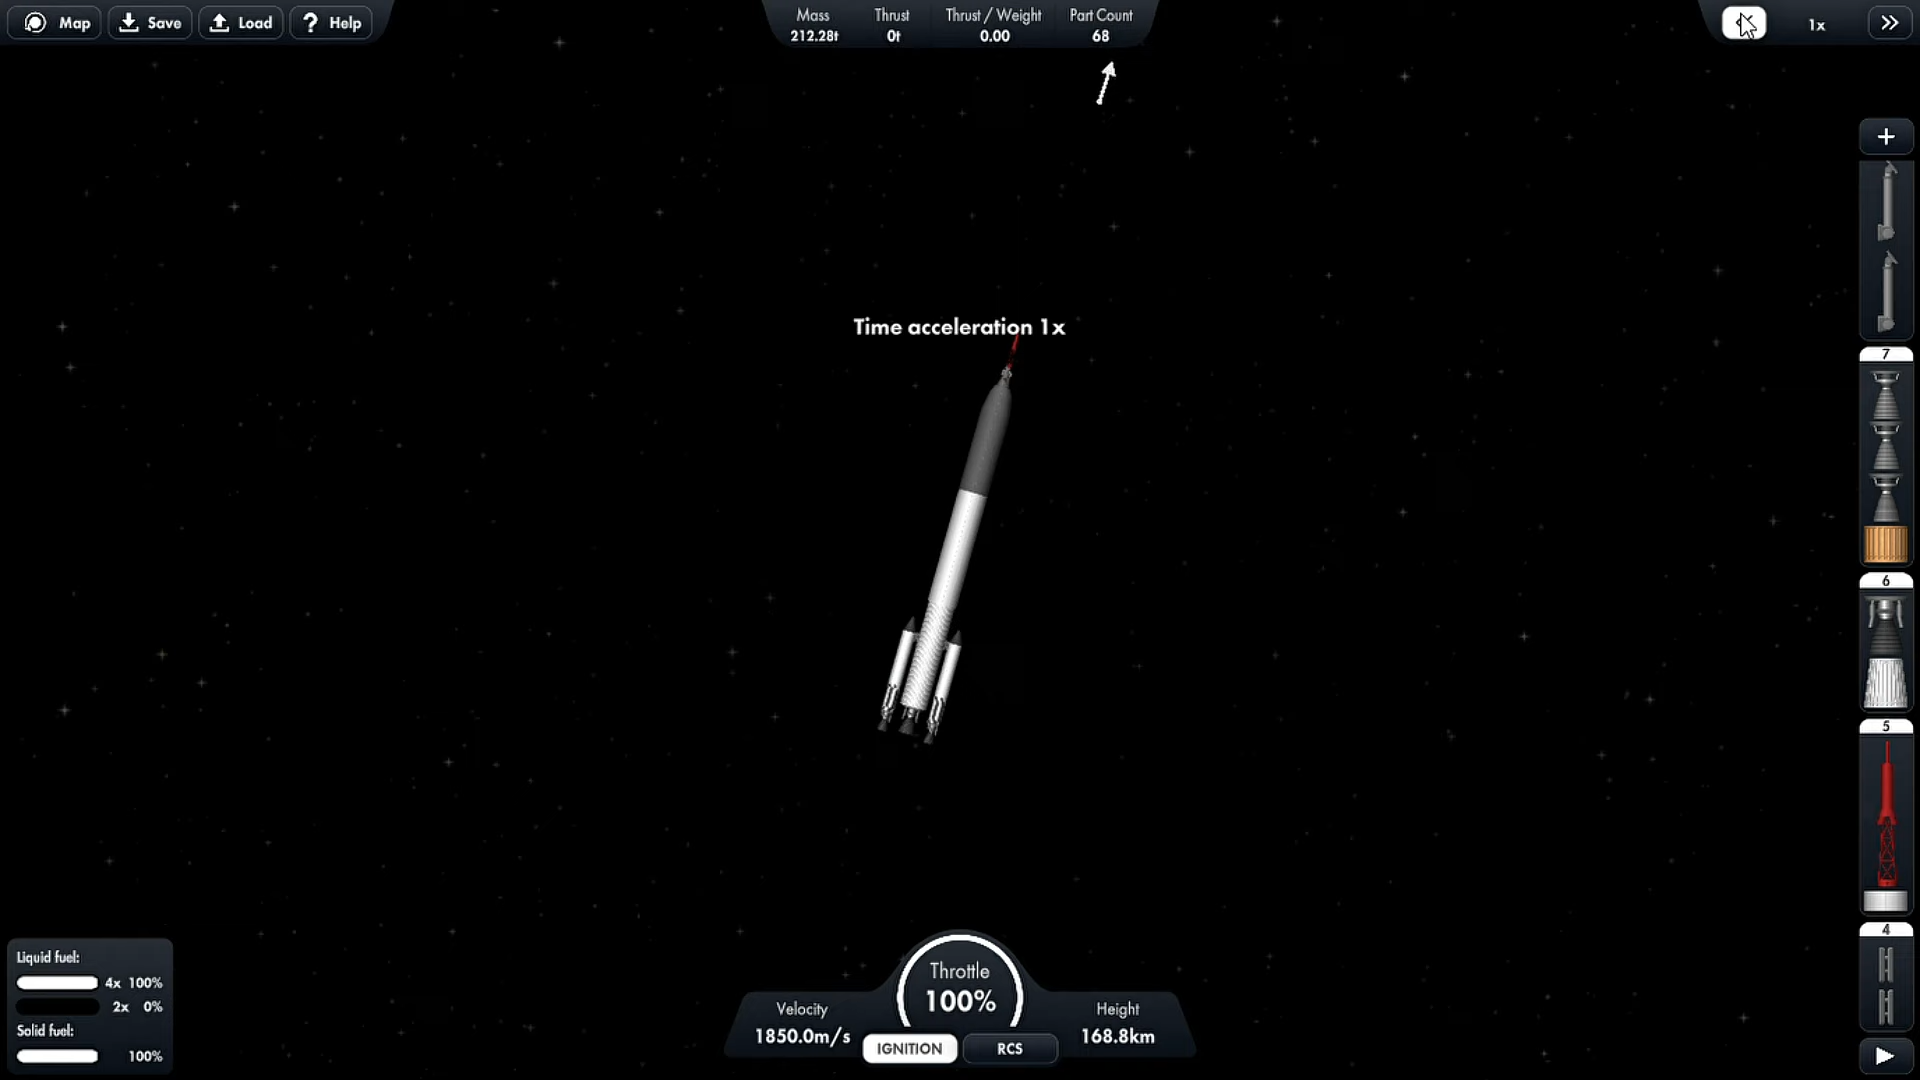 Map
Save
Load
Help
Mass
212.28t
Thrust
0t
Thrust / Weight
0.00
Part Count
68
1x
Time acceleration 1x
7
6
5
4
Liquid fuel:
4x 100%
2x 0%
Solid fuel:
100%
Throttle
100%
Velocity
1850.0m/s
Height
168.8km
IGNITION
RCS